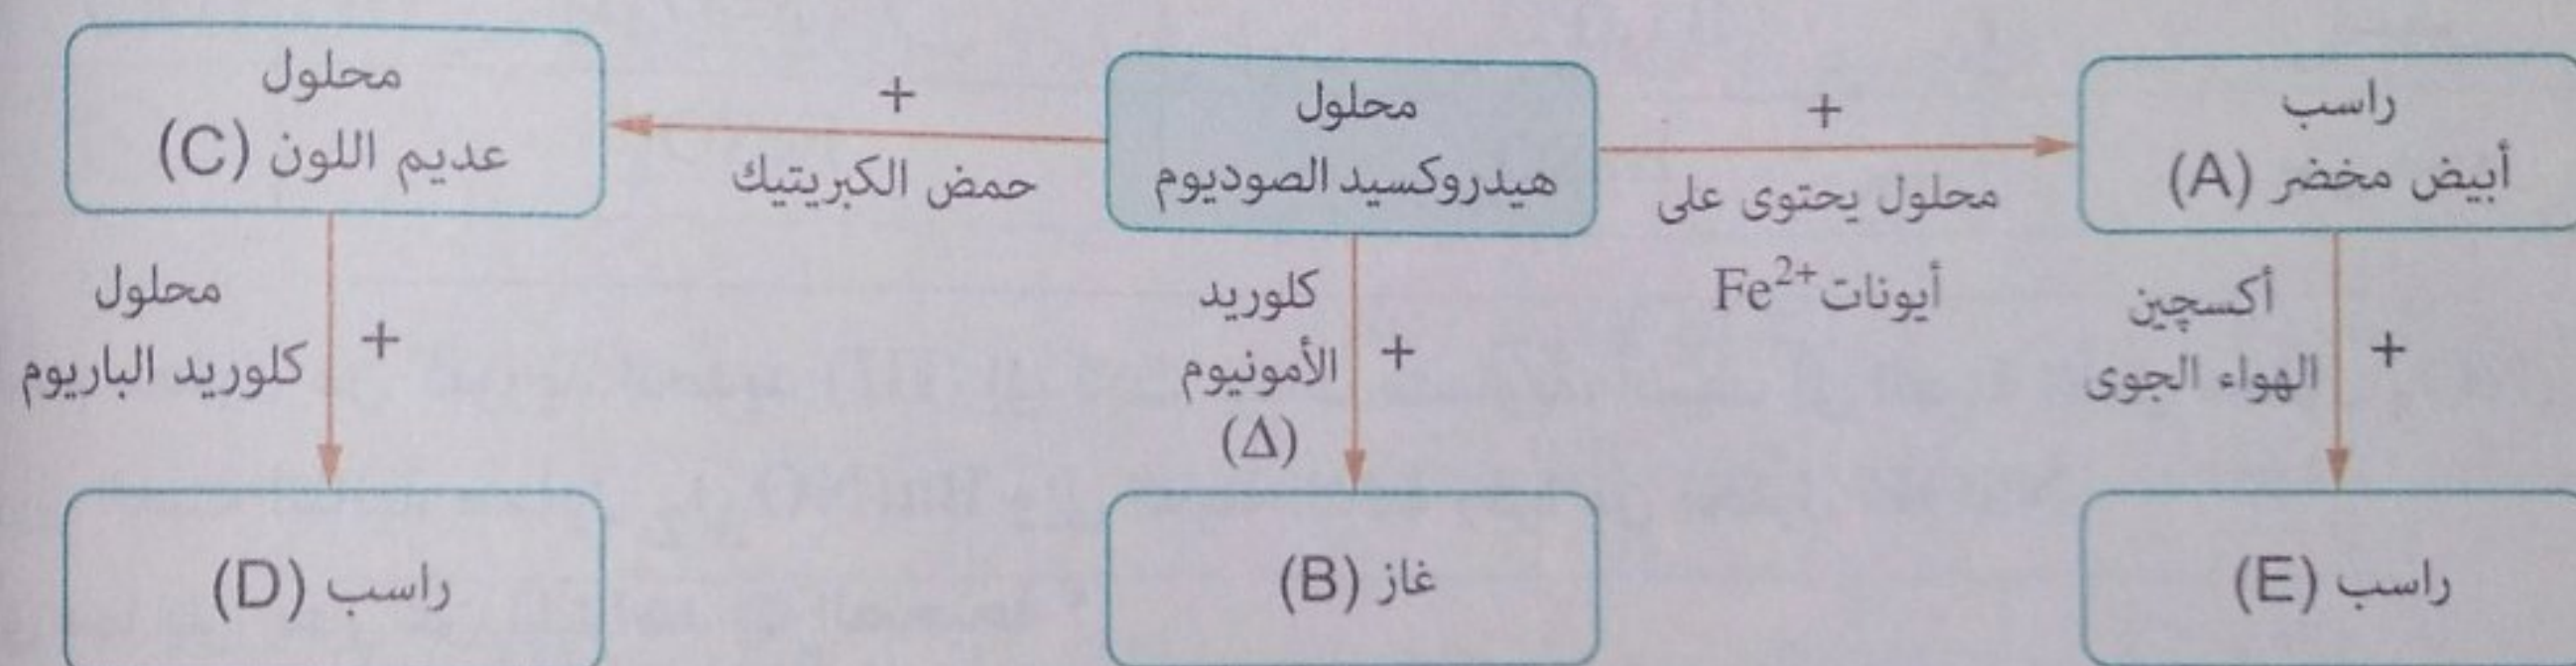 راسب
أبيض مخضر (A)
+
محلول يحتوى على
أيونات Fe²⁺
محلول
هيدروكسيد الصوديوم
+
حمض الكبريتيك
محلول
عديم اللون (C)
أكسچين
الهواء الجوى
+
كلوريد
الأمونيوم
(Δ)
+
محلول
كلوريد الباريوم
+
راسب (E)
غاز (B)
راسب (D)